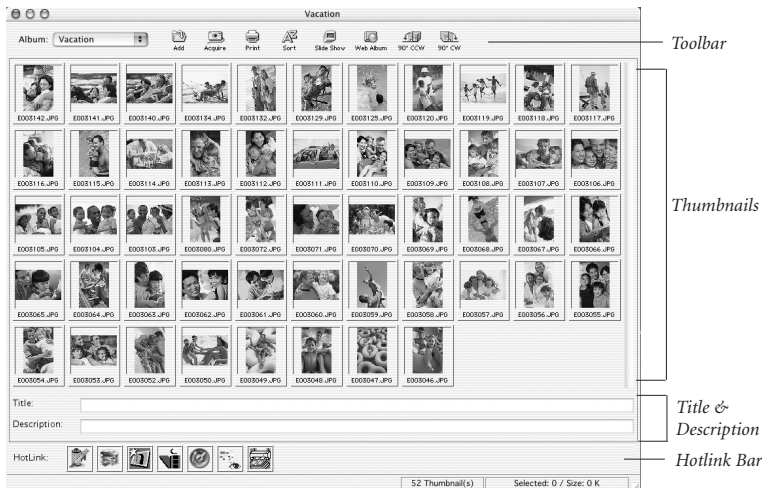 Vacation
Album: Vacation
Add Acquire Print Sort Slide Show Web Album 90° CCW 90° CW
Toolbar
E003142.JPG E003141.JPG E003140.JPG E003134.JPG E003132.JPG E003129.JPG E003125.JPG E003120.JPG E003119.JPG E003118.JPG E003117.JPG
E003116.JPG E003115.JPG E003114.JPG E003113.JPG E003112.JPG E003111.JPG E003110.JPG E003109.JPG E003108.JPG E003107.JPG E003106.JPG
Thumbnails
E003105.JPG E003104.JPG E003103.JPG E003080.JPG E003072.JPG E003071.JPG E003070.JPG E003069.JPG E003068.JPG E003067.JPG E003066.JPG
E003065.JPG E003064.JPG E003063.JPG E003062.JPG E003061.JPG E003060.JPG E003059.JPG E003058.JPG E003057.JPG E003056.JPG E003055.JPG
E003054.JPG E003053.JPG E003052.JPG E003050.JPG E003049.JPG E003048.JPG E003047.JPG E003046.JPG
Title:
Description:
Title &
Description
HotLink:
Hotlink Bar
52 Thumbnail(s) Selected: 0 / Size: 0 K